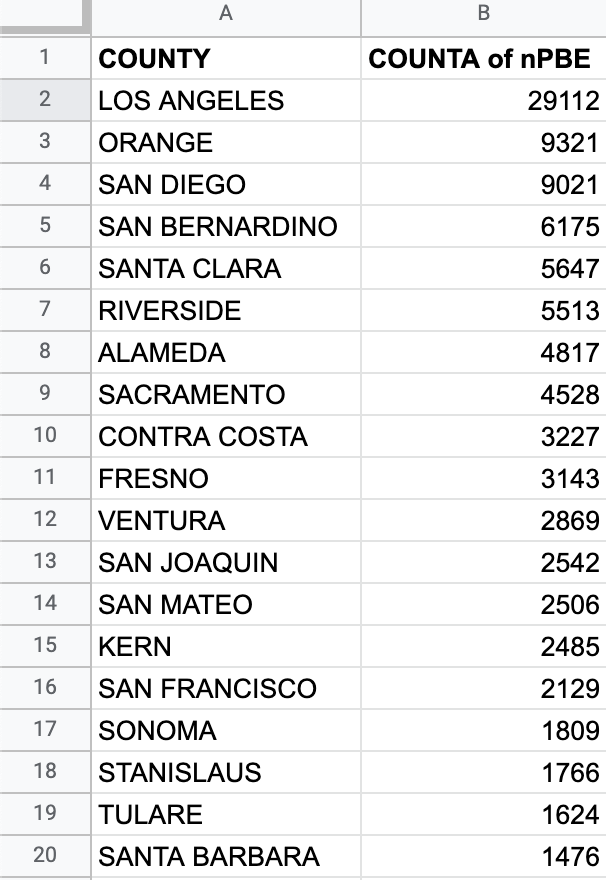 A B
1 COUNTY COUNTA of nPBE
2 LOS ANGELES 29112
3 ORANGE 9321
4 SAN DIEGO 9021
5 SAN BERNARDINO 6175
6 SANTA CLARA 5647
7 RIVERSIDE 5513
8 ALAMEDA 4817
9 SACRAMENTO 4528
10 CONTRA COSTA 3227
11 FRESNO 3143
12 VENTURA 2869
13 SAN JOAQUIN 2542
14 SAN MATEO 2506
15 KERN 2485
16 SAN FRANCISCO 2129
17 SONOMA 1809
18 STANISLAUS 1766
19 TULARE 1624
20 SANTA BARBARA 1476